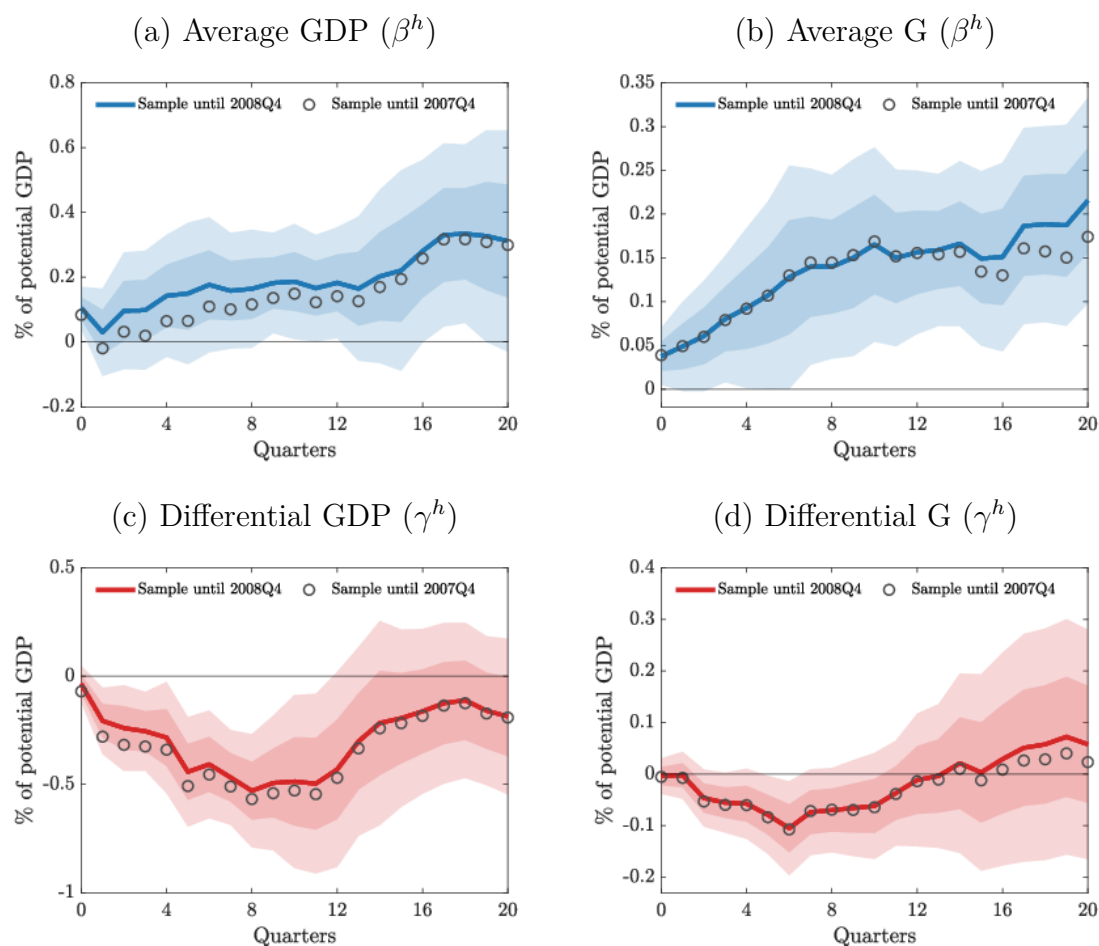 (a) Average GDP (β^h)
(b) Average G (β^h)
% of potential GDP
0.8
0.6
0.4
0.2
0
-0.2
Sample until 2008Q4
Sample until 2007Q4
0 4 8 12 16 20
Quarters
% of potential GDP
0.35
0.3
0.25
0.2
0.15
0.1
0.05
0
Sample until 2008Q4
Sample until 2007Q4
0 4 8 12 16 20
Quarters
(c) Differential GDP (γ^h)
(d) Differential G (γ^h)
% of potential GDP
0.5
0
-0.5
-1
Sample until 2008Q4
Sample until 2007Q4
0 4 8 12 16 20
Quarters
% of potential GDP
0.4
0.3
0.2
0.1
0
-0.1
-0.2
Sample until 2008Q4
Sample until 2007Q4
0 4 8 12 16 20
Quarters